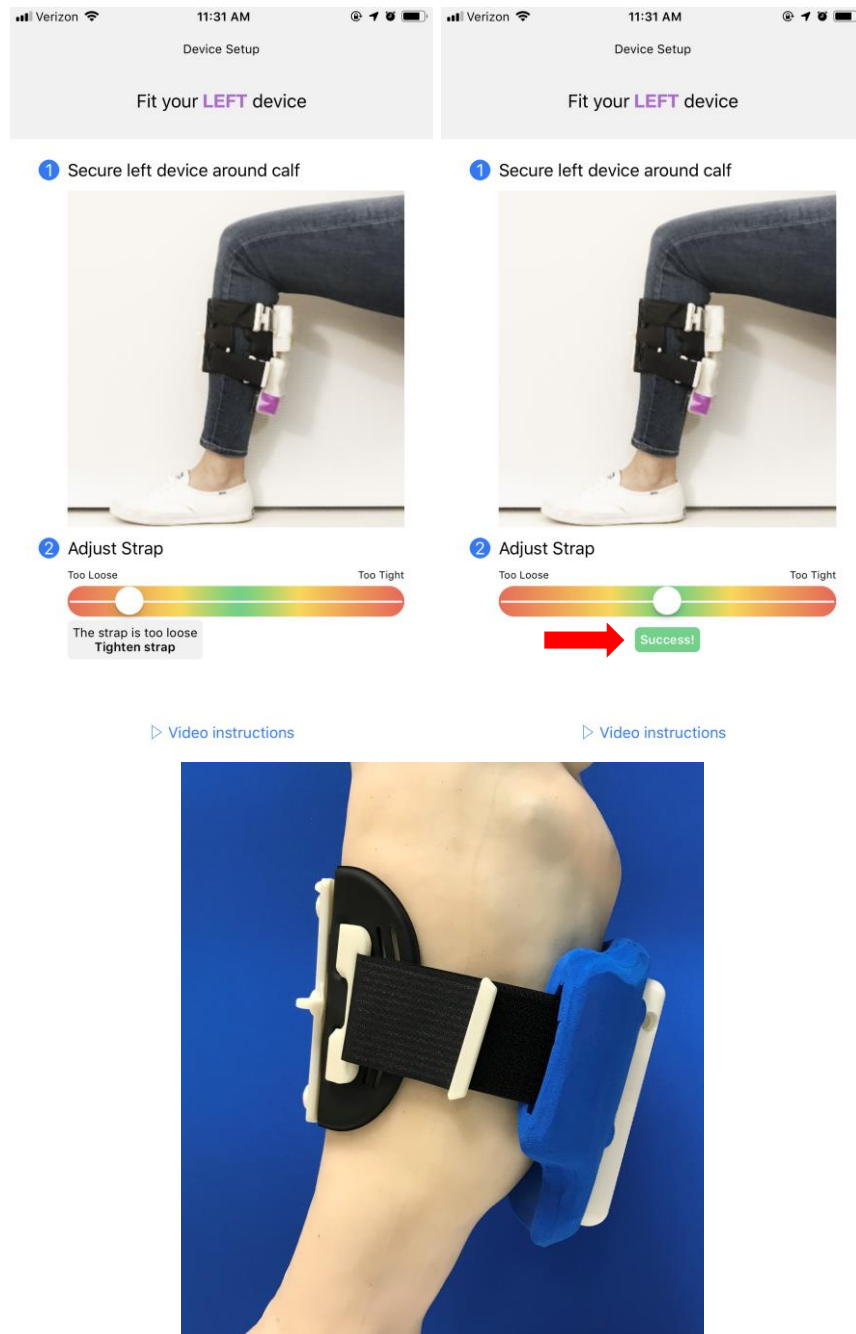 Verizon 11:31 AM
Device Setup
Fit your LEFT device
1 Secure left device around calf
2 Adjust Strap
Too Loose Too Tight
The strap is too loose
Tighten strap
Video instructions
Verizon 11:31 AM
Device Setup
Fit your LEFT device
1 Secure left device around calf
2 Adjust Strap
Too Loose Too Tight
Success!
Video instructions